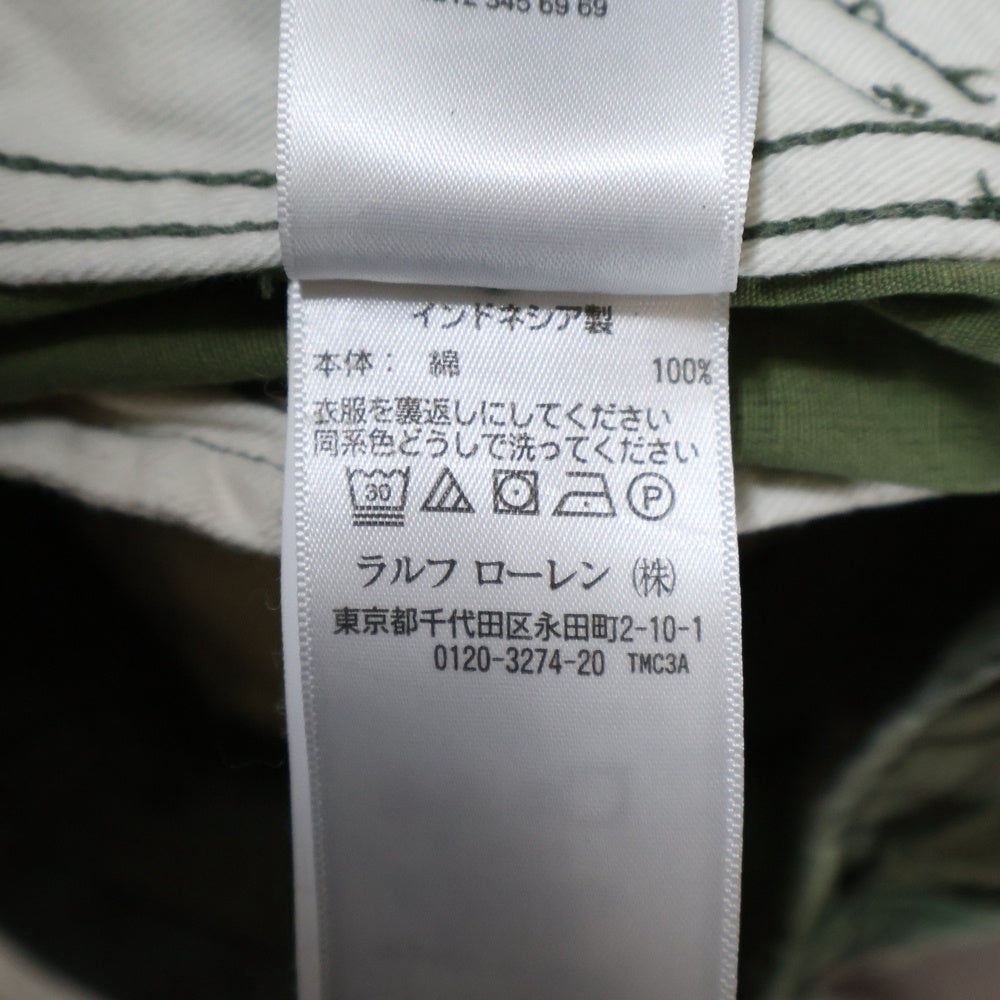 345 69 69
インドネシア製
本体： 綿 100%
衣服を裏返しにしてください
同系色どうしで洗ってください
30 P
ラルフ ローレン ㈱
東京都千代田区永田町2-10-1
0120-3274-20 TMC3A